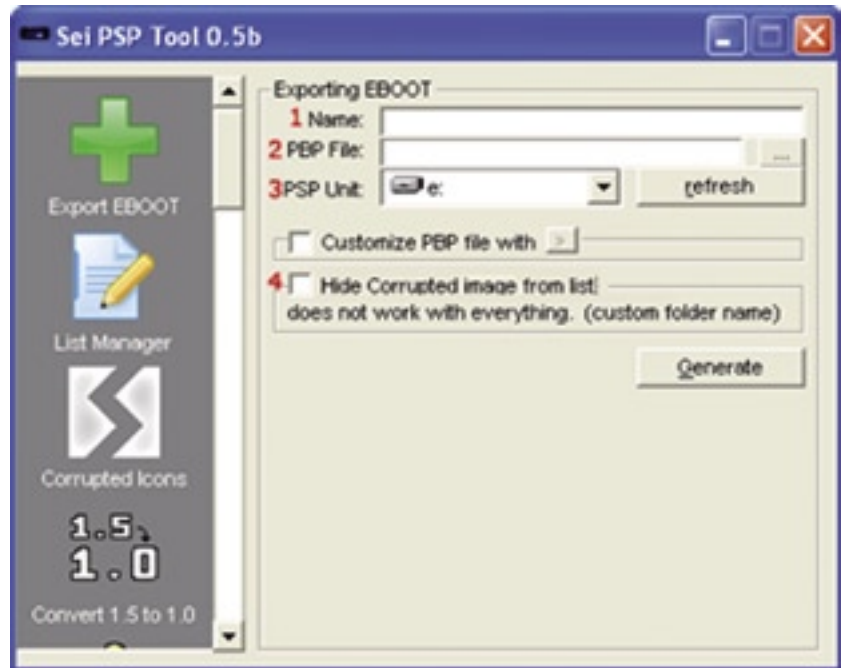 Sei PSP Tool 0.5b
Export EBOOT
List Manager
Corrupted Icons
1.5
1.0
Convert 1.5 to 1.0
Exporting EBOOT
1 Name:
2 PBP File:
...
3 PSP Unit: e:
refresh
Customize PBP file with >
4 Hide Corrupted image from list
does not work with everything. (custom folder name)
Generate